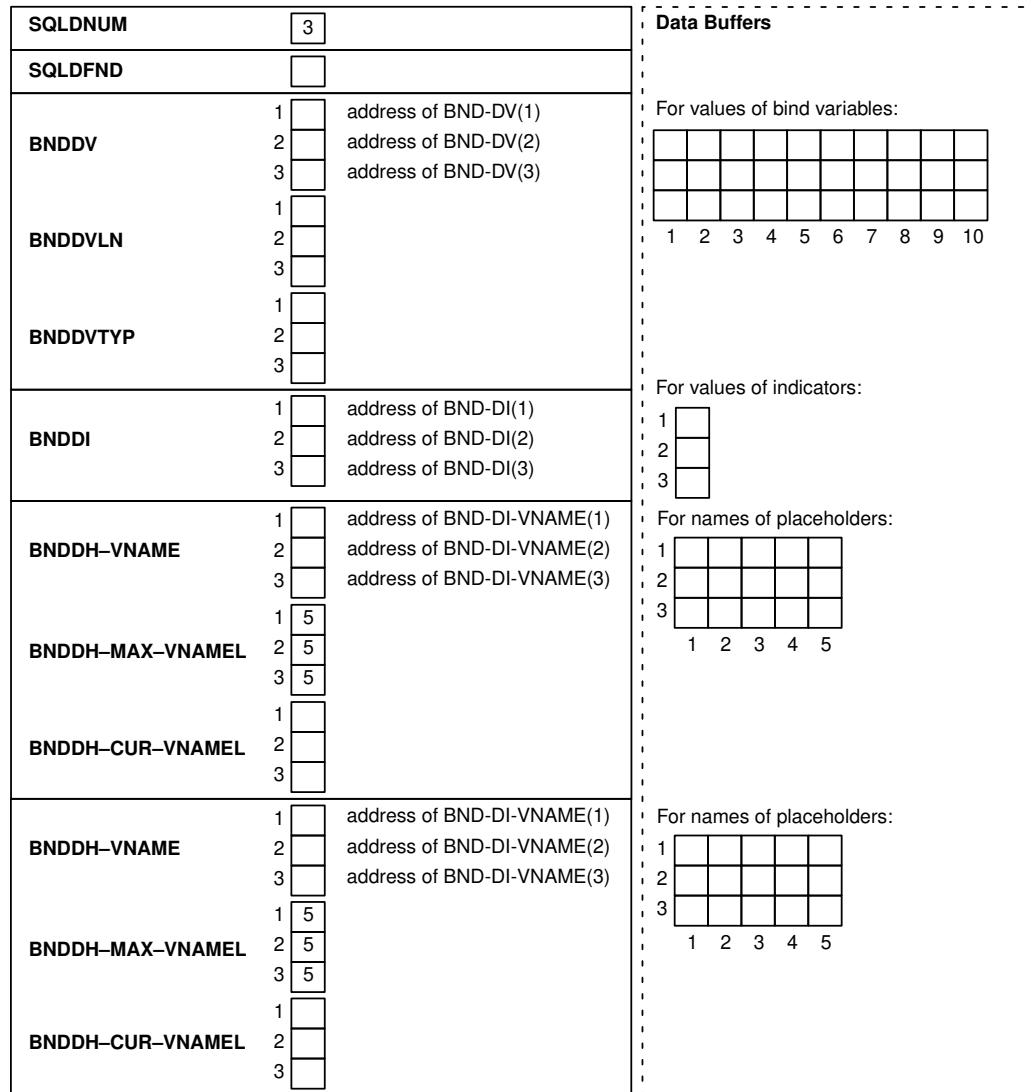 SQLDNUM 3
SQLDFND
BNDDV
1 address of BND-DV(1)
2 address of BND-DV(2)
3 address of BND-DV(3)
BNDDVLN
1
2
3
BNDDVTYP
1
2
3
BNDDI
1 address of BND-DI(1)
2 address of BND-DI(2)
3 address of BND-DI(3)
BNDDH–VNAME
1 address of BND-DI-VNAME(1)
2 address of BND-DI-VNAME(2)
3 address of BND-DI-VNAME(3)
BNDDH–MAX–VNAMEL
1 5
2 5
3 5
BNDDH–CUR–VNAMEL
1
2
3
BNDDH–VNAME
1 address of BND-DI-VNAME(1)
2 address of BND-DI-VNAME(2)
3 address of BND-DI-VNAME(3)
BNDDH–MAX–VNAMEL
1 5
2 5
3 5
BNDDH–CUR–VNAMEL
1
2
3
Data Buffers
For values of bind variables:
1 2 3 4 5 6 7 8 9 10
For values of indicators:
1
2
3
For names of placeholders:
1
2
3
1 2 3 4 5
For names of placeholders:
1
2
3
1 2 3 4 5